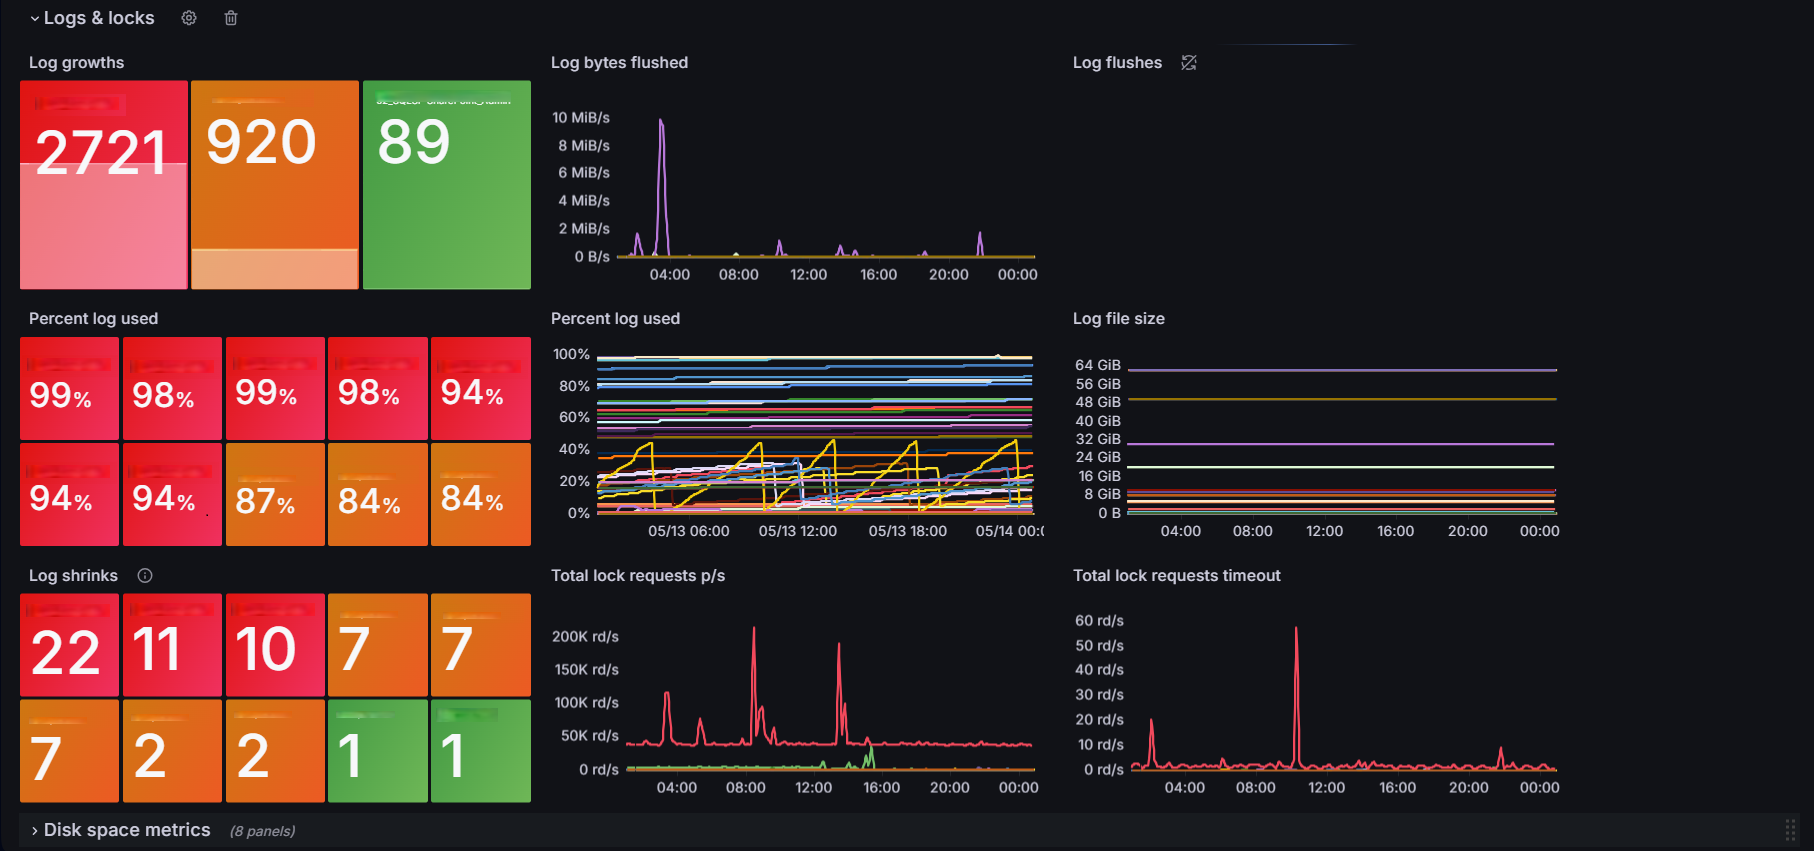 Logs & locks
Log growths
2721
920
89
Log bytes flushed
10 MiB/s
8 MiB/s
6 MiB/s
4 MiB/s
2 MiB/s
0 B/s
04:00 08:00 12:00 16:00 20:00 00:00
Log flushes
Percent log used
99%
98%
99%
98%
94%
94%
94%
87%
84%
84%
Percent log used
100%
80%
60%
40%
20%
0%
05/13 06:00 05/13 12:00 05/13 18:00 05/14 00:0
Log file size
64 GiB
56 GiB
48 GiB
40 GiB
32 GiB
24 GiB
16 GiB
8 GiB
0 B
04:00 08:00 12:00 16:00 20:00 00:00
Log shrinks
22
11
10
7
7
7
2
2
1
1
Total lock requests p/s
200K rd/s
150K rd/s
100K rd/s
50K rd/s
0 rd/s
04:00 08:00 12:00 16:00 20:00 00:00
Total lock requests timeout
60 rd/s
50 rd/s
40 rd/s
30 rd/s
20 rd/s
10 rd/s
0 rd/s
04:00 08:00 12:00 16:00 20:00 00:00
Disk space metrics (8 panels)